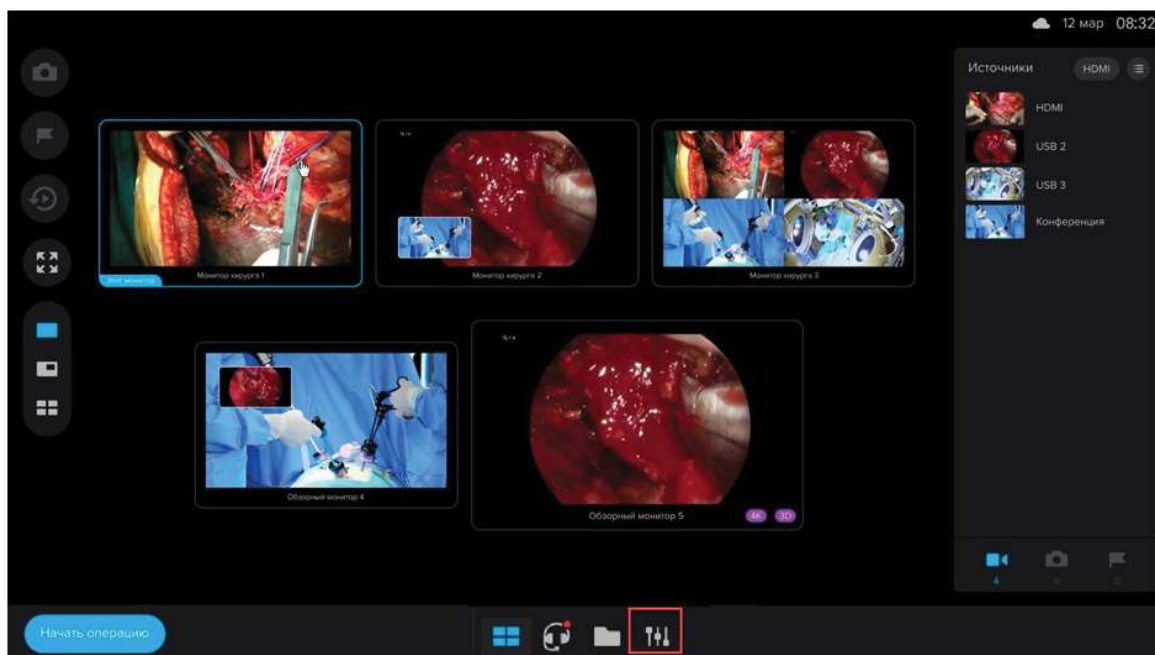 12 мар 08:32
Источники
HDMI
HDMI
USB 2
USB 3
Конференция
Монитор хирурга 1
Этот монитор
Монитор хирурга 2
Монитор хирурга 3
Обзорный монитор 4
Обзорный монитор 5
4K
3D
4
0
Начать операцию